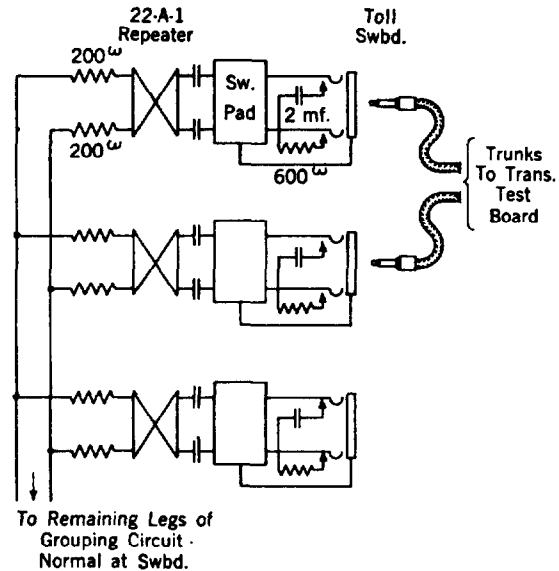 22-A-1
Repeater
Toll
Swbd.
200ω
200ω
Sw.
Pad
2 mf.
600ω
Trunks
To Trans.
Test
Board
To Remaining Legs of
Grouping Circuit ·
Normal at Swbd.